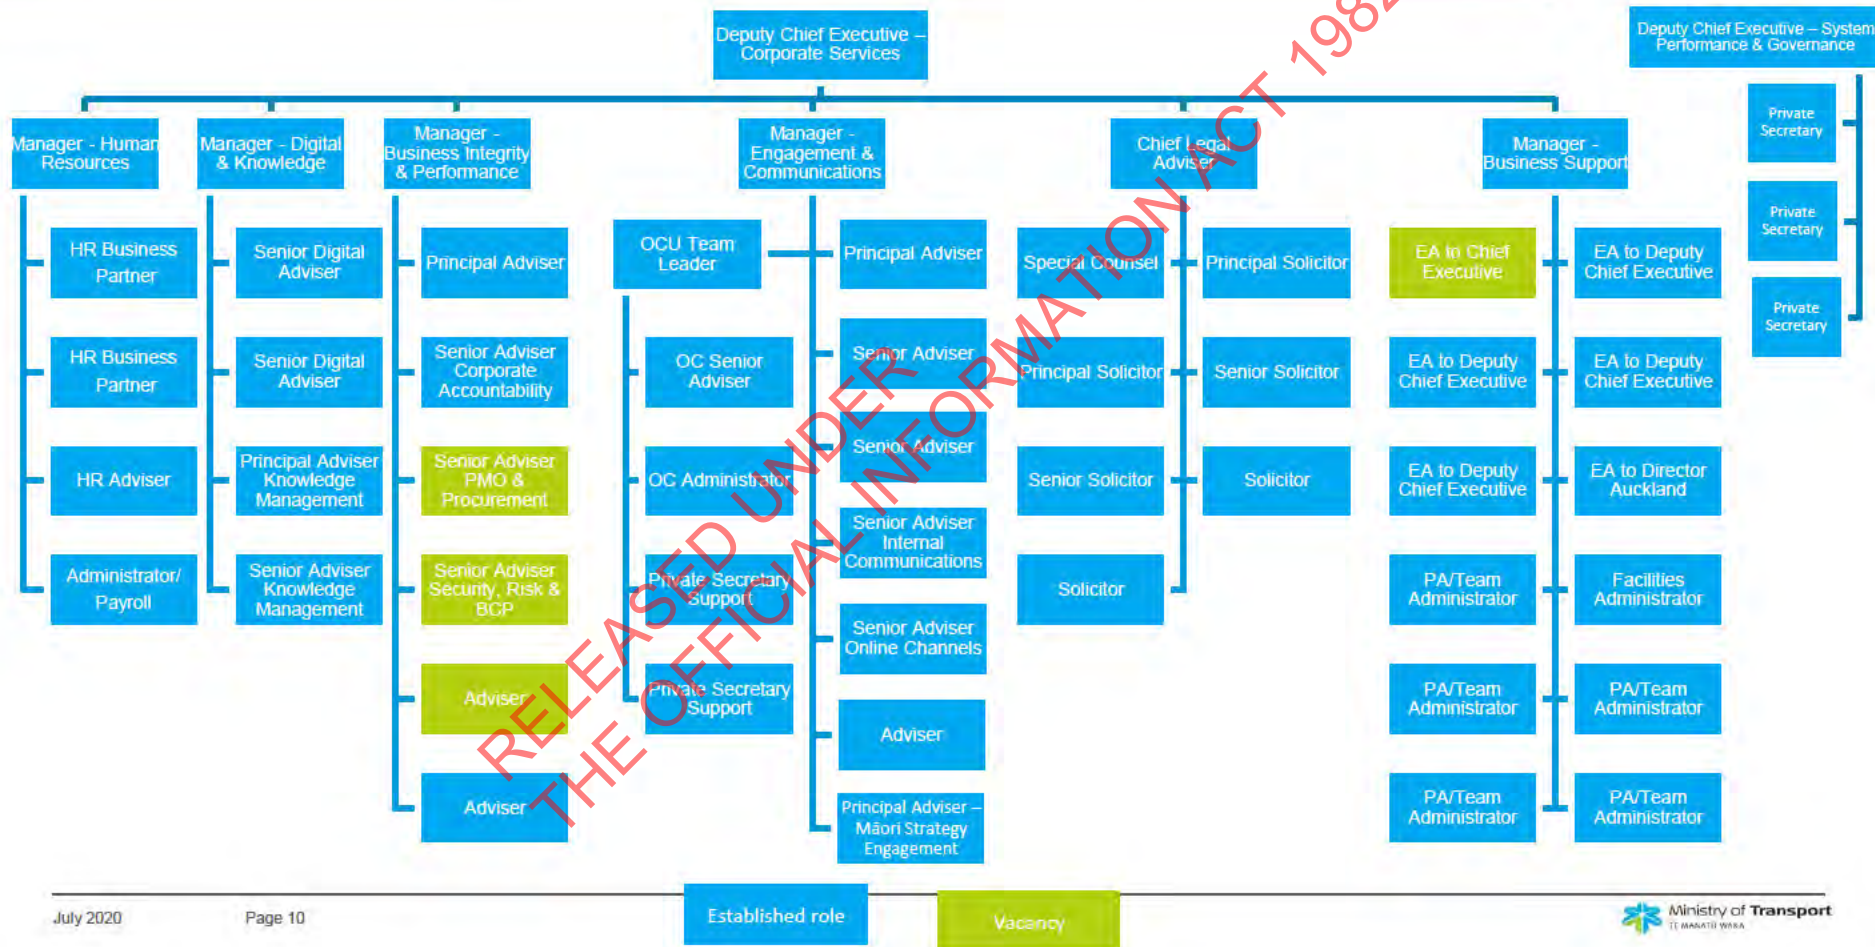 Deputy Chief Executive –
Corporate Services
Deputy Chief Executive – System
Performance & Governance
Manager - Human
Resources
Manager - Digital
& Knowledge
Manager -
Business Integrity
& Performance
Manager -
Engagement &
Communications
Chief Legal
Adviser
Manager -
Business Support
Private
Secretary
Private
Secretary
Private
Secretary
HR Business
Partner
HR Business
Partner
HR Adviser
Administrator/
Payroll
Senior Digital
Adviser
Senior Digital
Adviser
Principal Adviser
Knowledge
Management
Senior Adviser
Knowledge
Management
Principal Adviser
Senior Adviser
Corporate
Accountability
Senior Adviser
PMO &
Procurement
Senior Adviser
Security, Risk &
BCP
Adviser
Adviser
OCU Team
Leader
OC Senior
Adviser
OC Administrator
Private Secretary
Support
Private Secretary
Support
Principal Adviser
Senior Adviser
Senior Adviser
Senior Adviser
Internal
Communications
Senior Adviser
Online Channels
Adviser
Principal Adviser –
Māori Strategy
Engagement
Special Counsel
Principal Solicitor
Principal Solicitor
Senior Solicitor
Senior Solicitor
Solicitor
Solicitor
EA to Chief
Executive
EA to Deputy
Chief Executive
EA to Deputy
Chief Executive
EA to Deputy
Chief Executive
EA to Deputy
Chief Executive
EA to Director
Auckland
PA/Team
Administrator
Facilities
Administrator
PA/Team
Administrator
PA/Team
Administrator
PA/Team
Administrator
PA/Team
Administrator
RELEASED UNDER
THE OFFICIAL INFORMATION ACT 1982
July 2020
Page 10
Established role
Vacancy
Ministry of Transport
TE MANATŪ WAKA